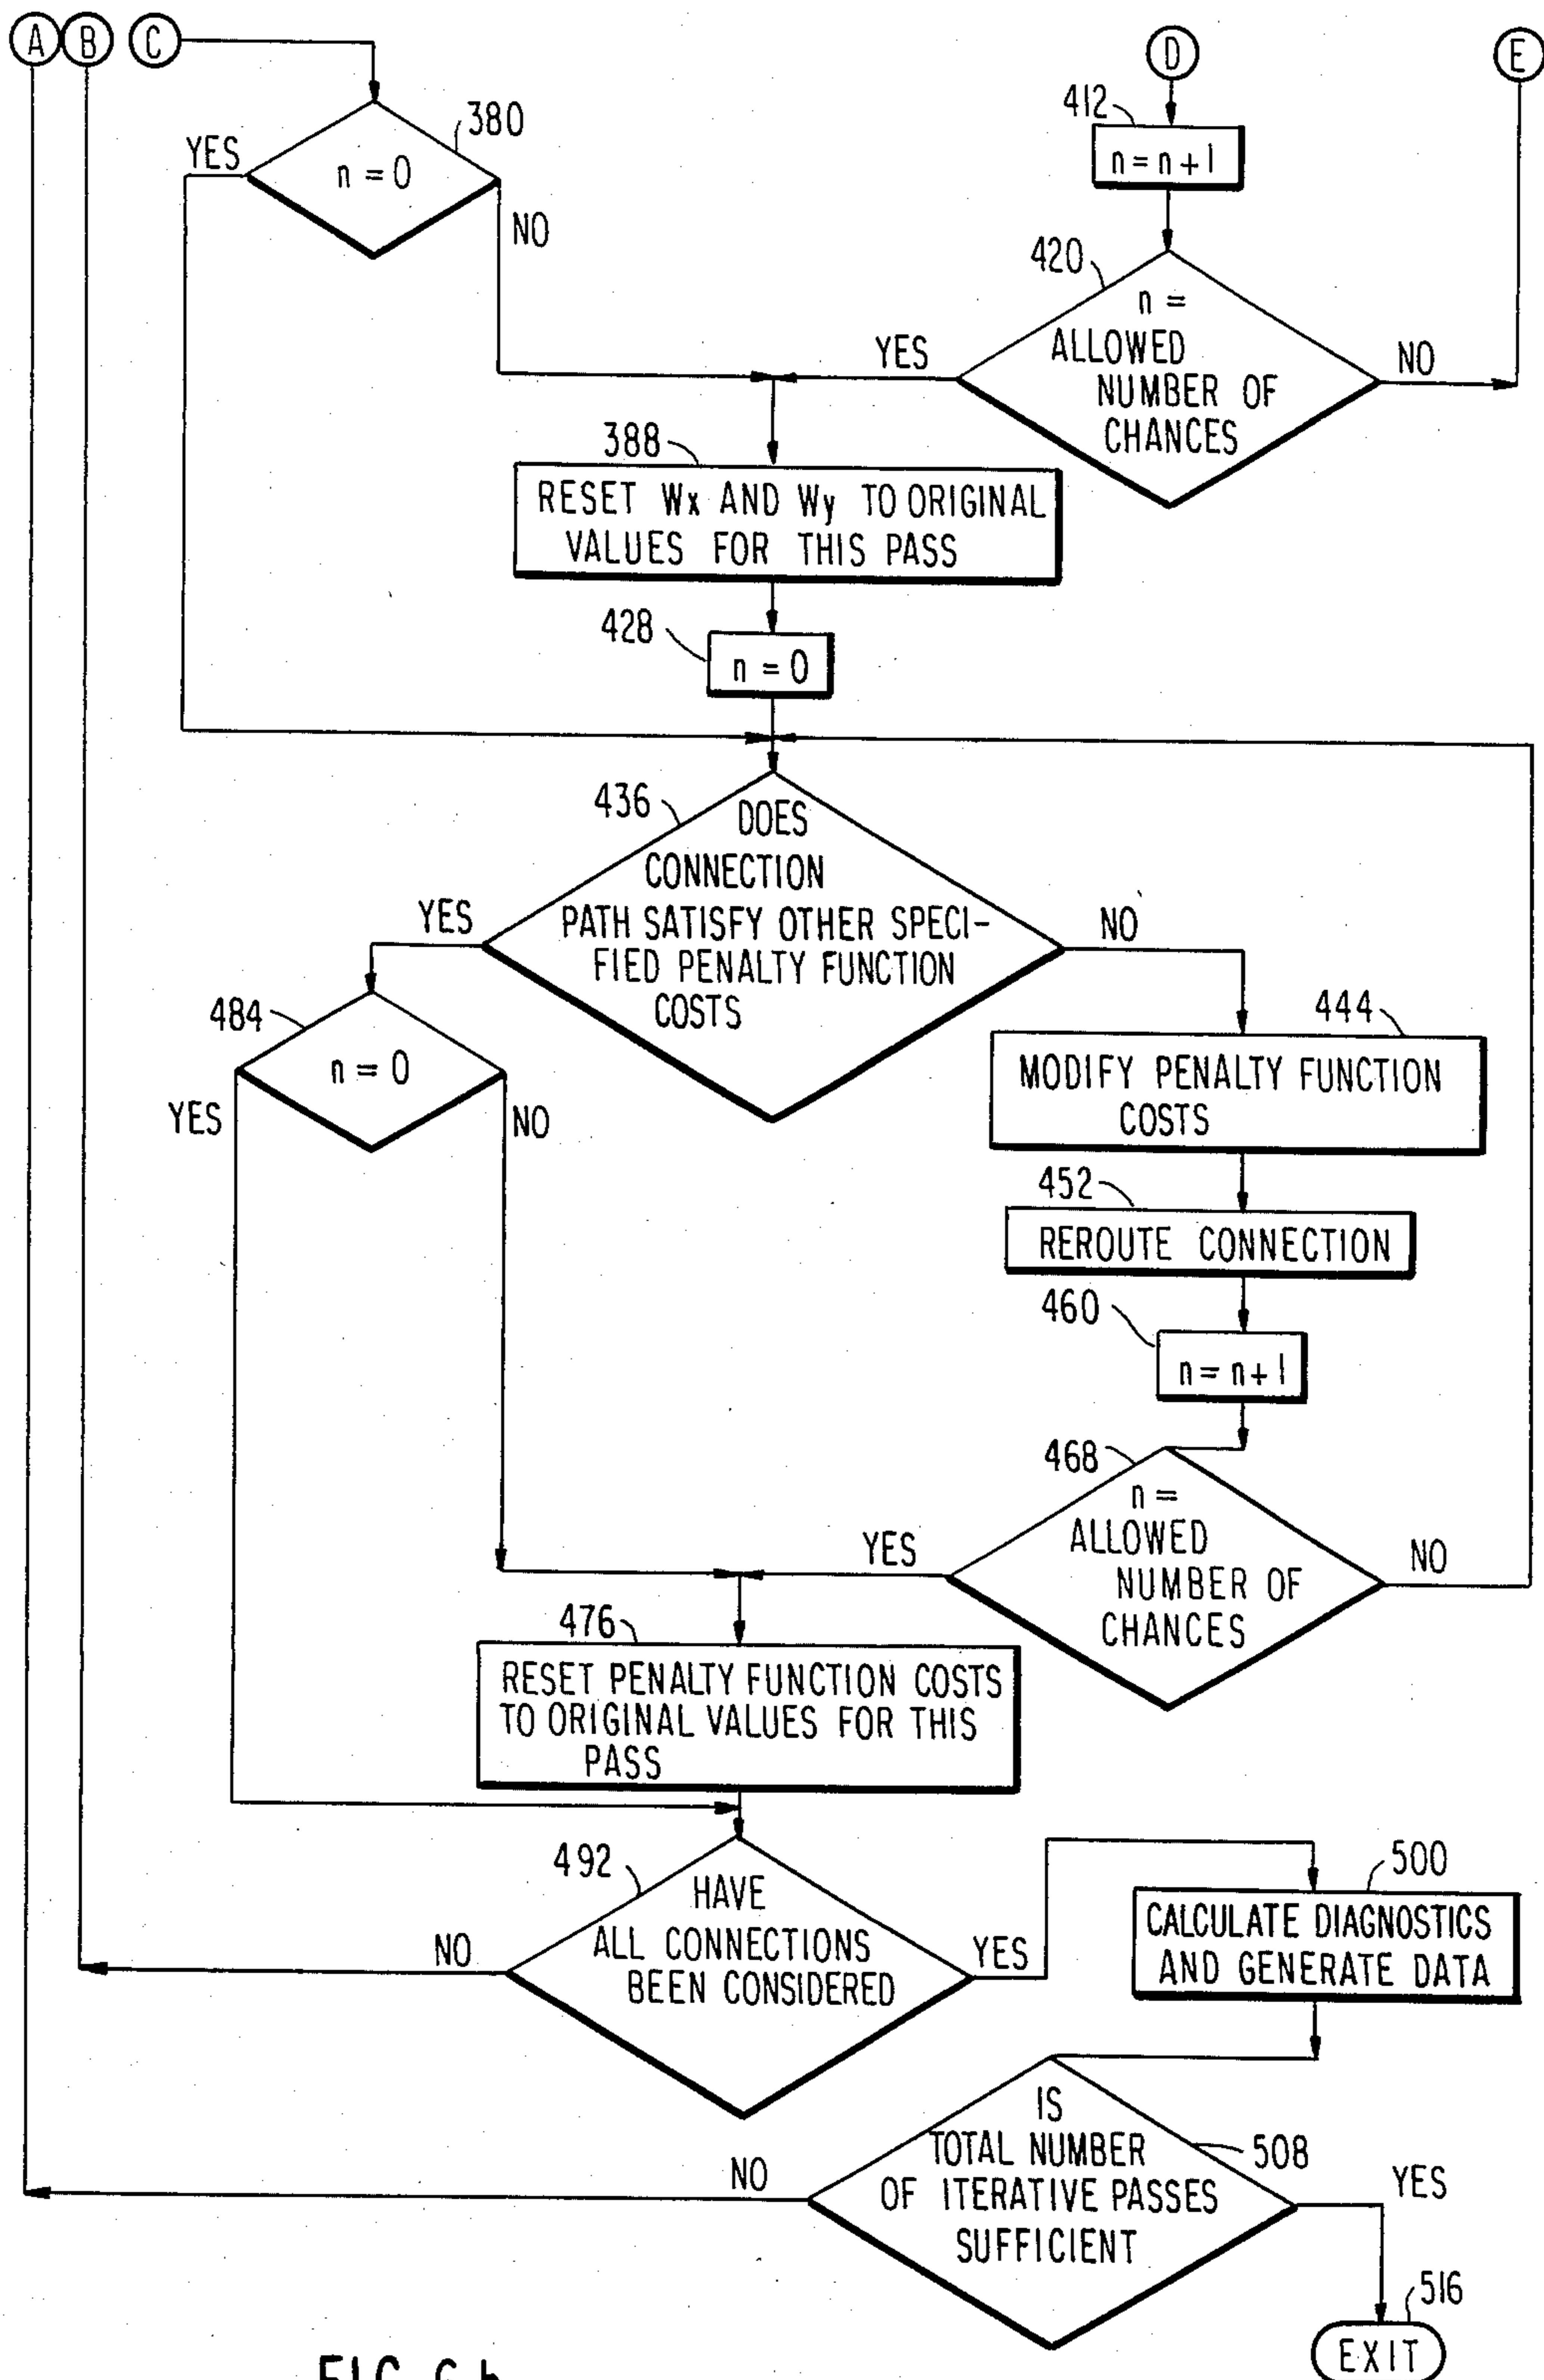 A B C D E
380
n = 0
YES
NO
412
n = n + 1
420
n =
ALLOWED
NUMBER OF
CHANCES
YES
NO
388
RESET Wx AND Wy TO ORIGINAL
VALUES FOR THIS PASS
428
n = 0
436
DOES
CONNECTION
PATH SATISFY OTHER SPECI-
FIED PENALTY FUNCTION
COSTS
YES
NO
484
n = 0
YES
NO
444
MODIFY PENALTY FUNCTION
COSTS
452
REROUTE CONNECTION
460
n = n + 1
468
n =
ALLOWED
NUMBER OF
CHANCES
YES
NO
476
RESET PENALTY FUNCTION COSTS
TO ORIGINAL VALUES FOR THIS
PASS
492
HAVE
ALL CONNECTIONS
BEEN CONSIDERED
NO
YES
500
CALCULATE DIAGNOSTICS
AND GENERATE DATA
IS
TOTAL NUMBER
OF ITERATIVE PASSES
SUFFICIENT
508
NO
YES
516
EXIT
FIG. 6b